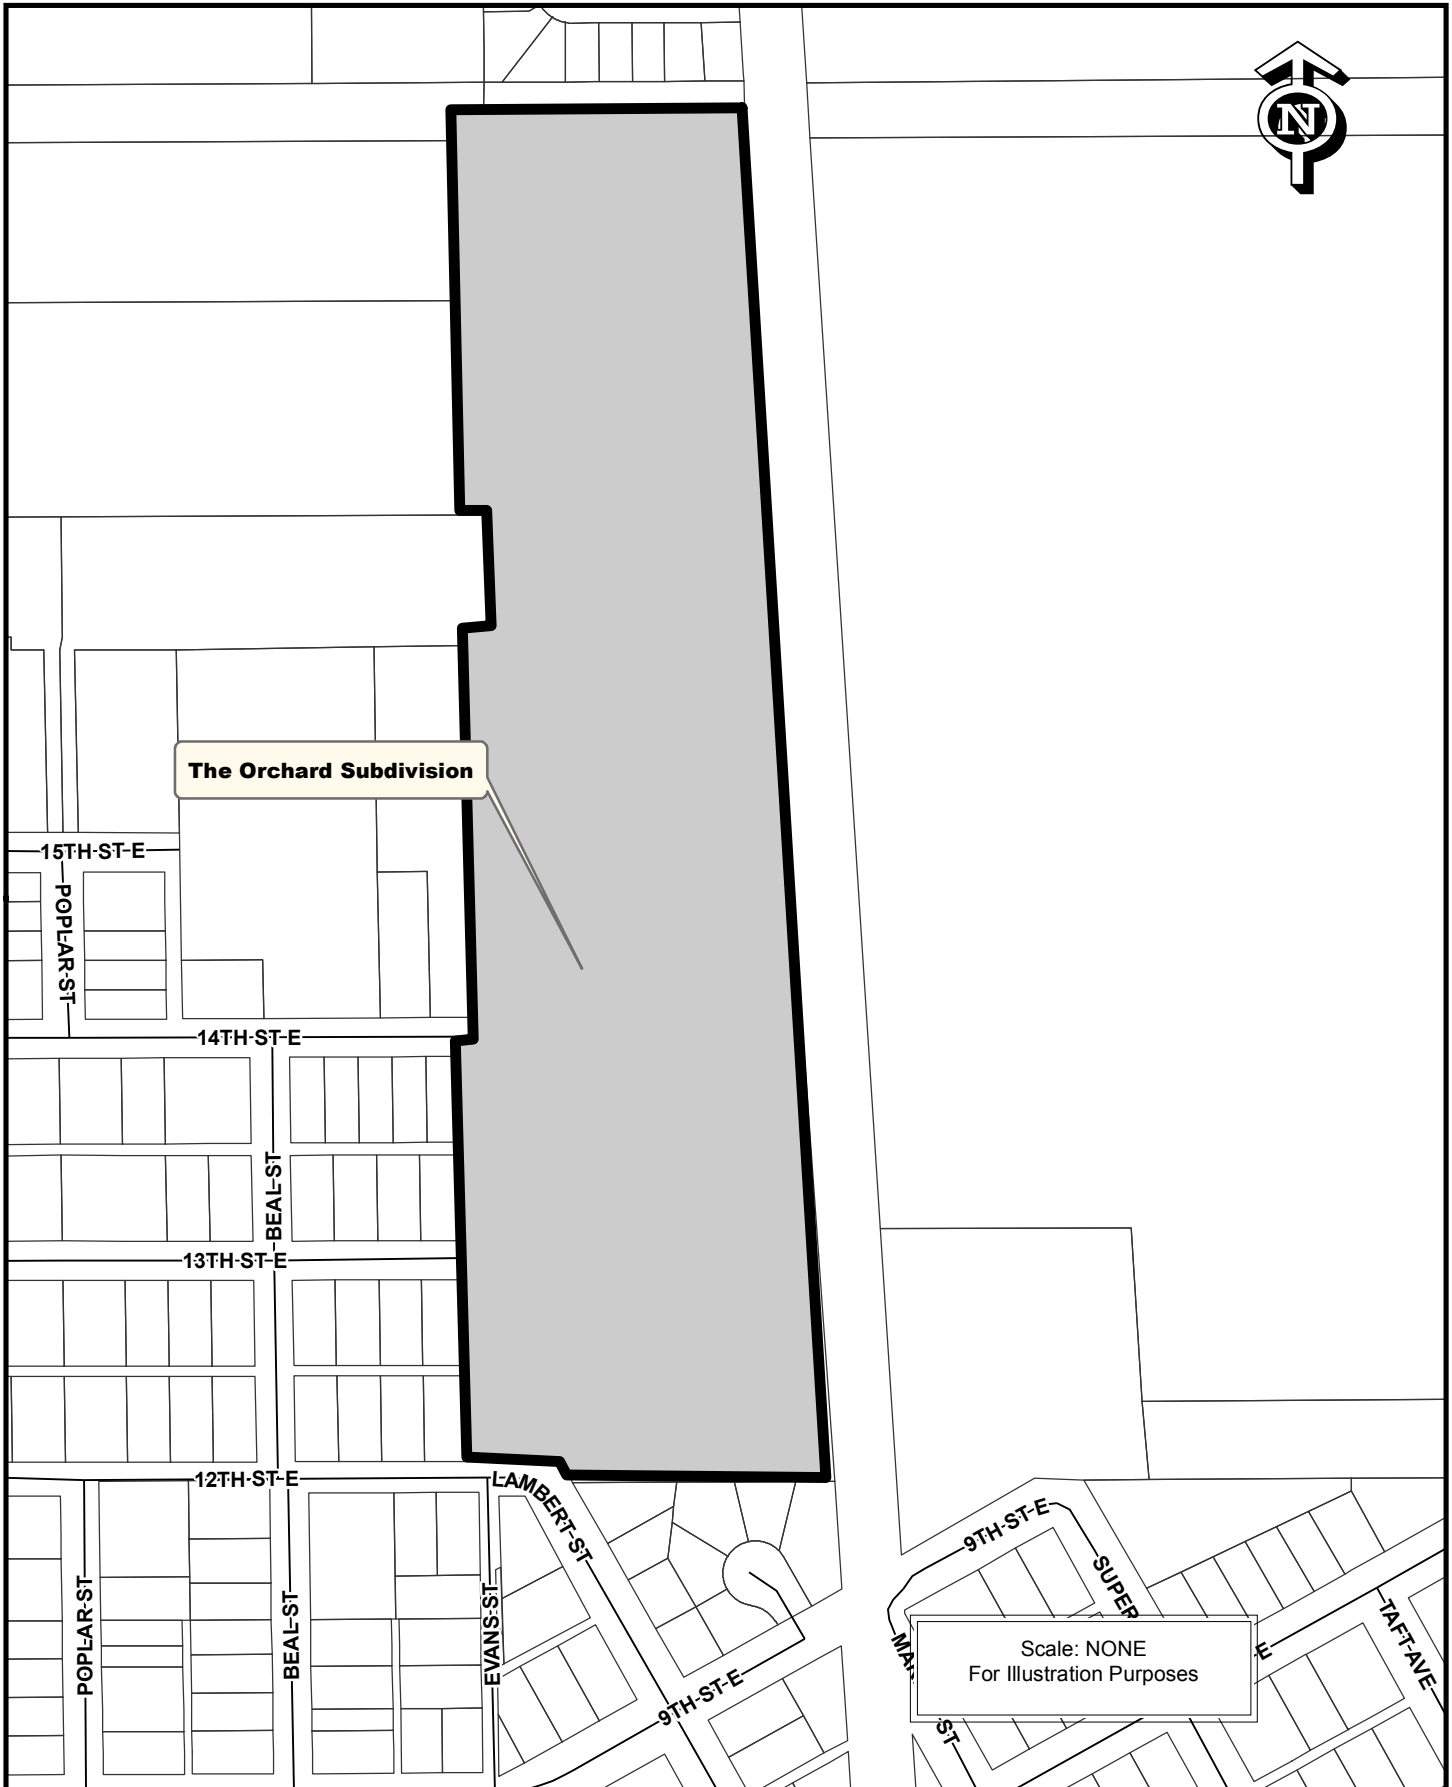 N
The Orchard Subdivision
15TH ST E
POPLAR ST
14TH ST E
BEAL ST
13TH ST E
12TH ST E
LAMBERT ST
9TH ST E
SUPER
TAFT AVE
POPLAR ST
BEAL ST
EVANS ST
9TH ST E
ST
E
Scale: NONE
For Illustration Purposes